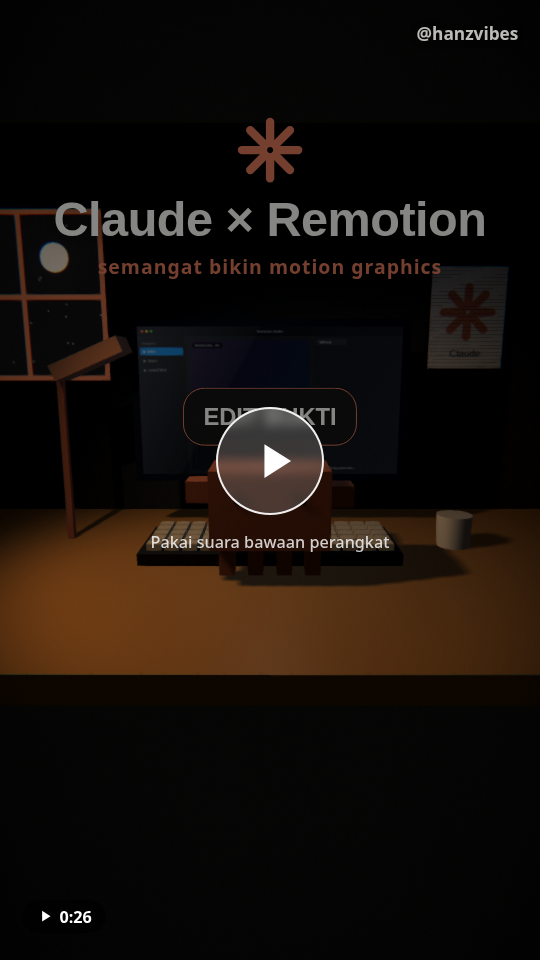 @hanzvibes
Claude × Remotion
semangat bikin motion graphics
Claude
Pakai suara bawaan perangkat
0:26